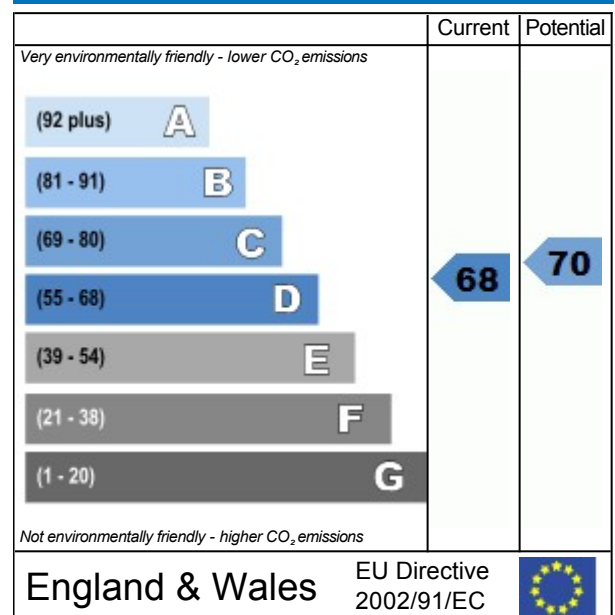 Current Potential
Very environmentally friendly - lower CO₂ emissions
(92 plus) A
(81 - 91) B
(69 - 80) C
(55 - 68) D
68
70
(39 - 54) E
(21 - 38) F
(1 - 20) G
Not environmentally friendly - higher CO₂ emissions
England & Wales
EU Directive
2002/91/EC